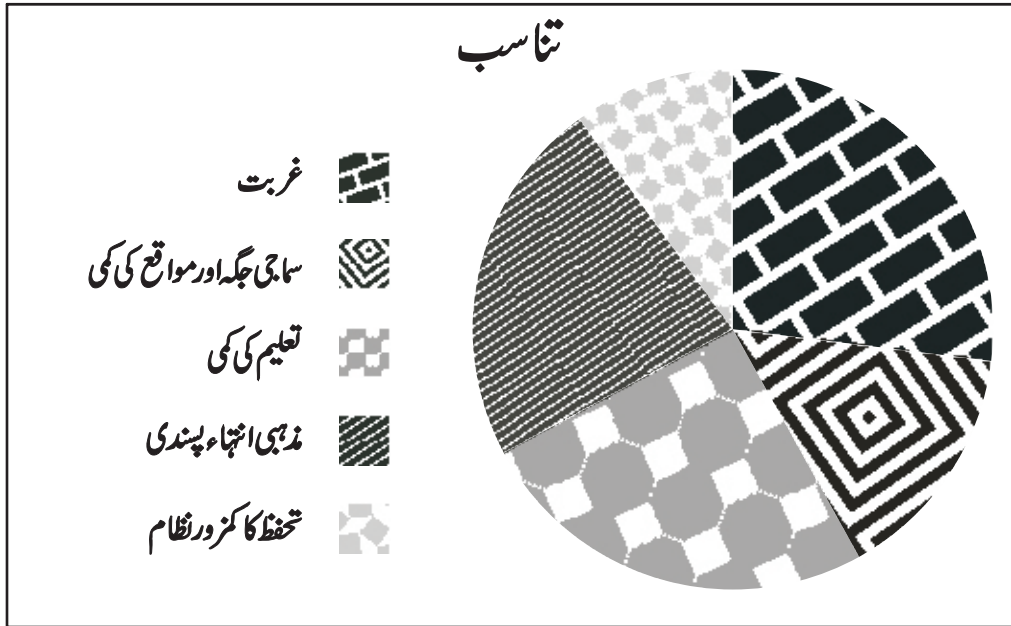 تناسب
غربت
سماجی جگہ اور مواقع کی کمی
تعلیم کی کمی
مذہبی انتہاء پسندی
تحفظ کا کمزور نظام